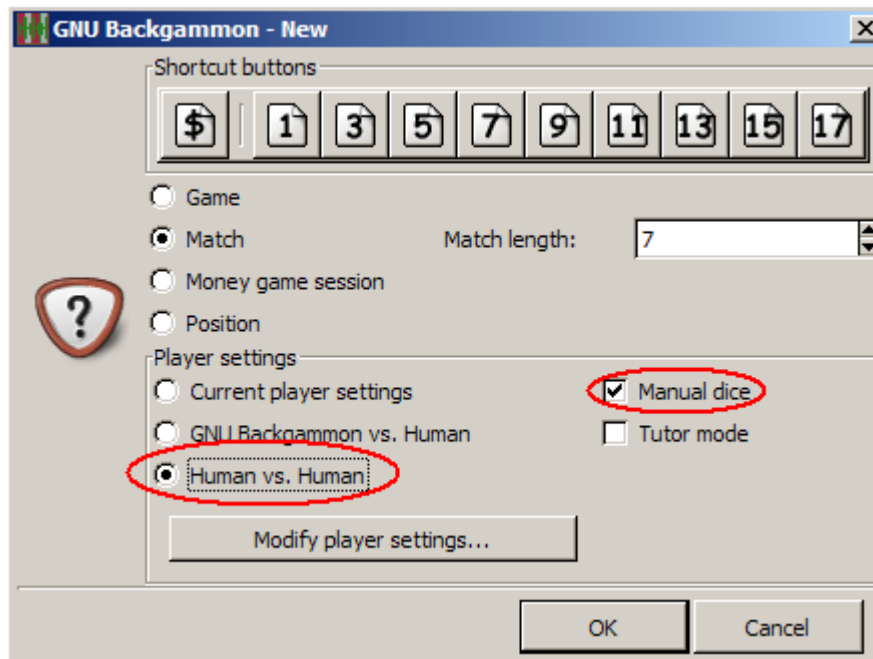 GNU Backgammon - New
Shortcut buttons
$ 1 3 5 7 9 11 13 15 17
Game
Match Match length: 7
Money game session
Position
?
Player settings
Current player settings Manual dice
GNU Backgammon vs. Human Tutor mode
Human vs. Human
Modify player settings...
OK Cancel